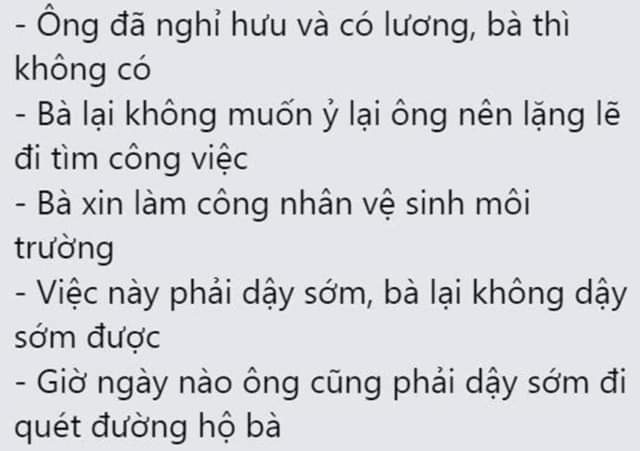 - Ông đã nghỉ hưu và có lương, bà thì
không có
- Bà lại không muốn ỷ lại ông nên lặng lẽ
đi tìm công việc
- Bà xin làm công nhân vệ sinh môi
trường
- Việc này phải dậy sớm, bà lại không dậy
sớm được
- Giờ ngày nào ông cũng phải dậy sớm đi
quét đường hộ bà